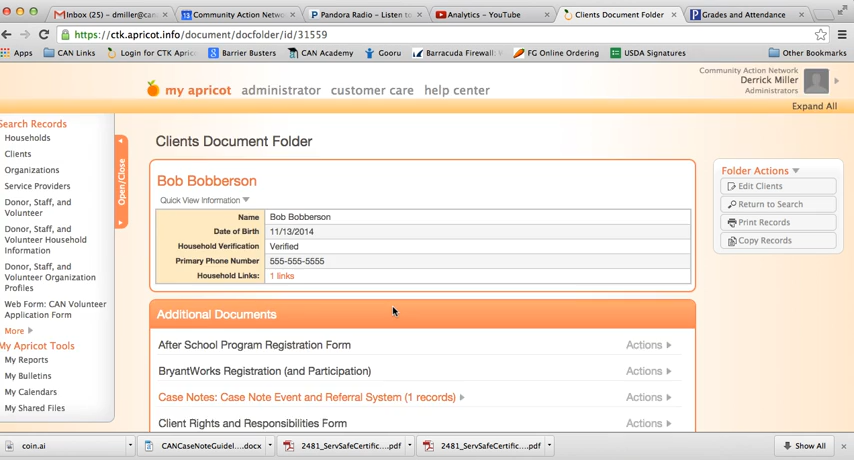 Inbox (25) - dmiller@can
13 Community Action Netw
Pandora Radio - Listen to
Analytics - YouTube
Clients Document Folder
Grades and Attendance
https://ctk.apricot.info/document/docfolder/id/31559
Apps
CAN Links
Login for CTK Apric
Barrier Busters
CAN Academy
Gooru
Barracuda Firewall:
FG Online Ordering
USDA Signatures
Other Bookmarks
my apricot administrator customer care help center
Community Action Network
Derrick Miller
Administrators
Expand All
Search Records
Households
Clients
Organizations
Service Providers
Donor, Staff, and
Volunteer
Donor, Staff, and
Volunteer Household
Information
Donor, Staff, and
Volunteer Organization
Profiles
Web Form: CAN Volunteer
Application Form
More
My Apricot Tools
My Reports
My Bulletins
My Calendars
My Shared Files
Open/Close
Clients Document Folder
Bob Bobberson
Quick View Information
Name Bob Bobberson
Date of Birth 11/13/2014
Household Verification Verified
Primary Phone Number 555-555-5555
Household Links: 1 links
Additional Documents
After School Program Registration Form Actions
BryantWorks Registration (and Participation) Actions
Case Notes: Case Note Event and Referral System (1 records) Actions
Client Rights and Responsibilities Form Actions
Folder Actions
Edit Clients
Return to Search
Print Records
Copy Records
coin.ai
CANCaseNoteGuidel....docx
2481_ServSafeCertific....pdf
2481_ServSafeCertific....pdf
Show All